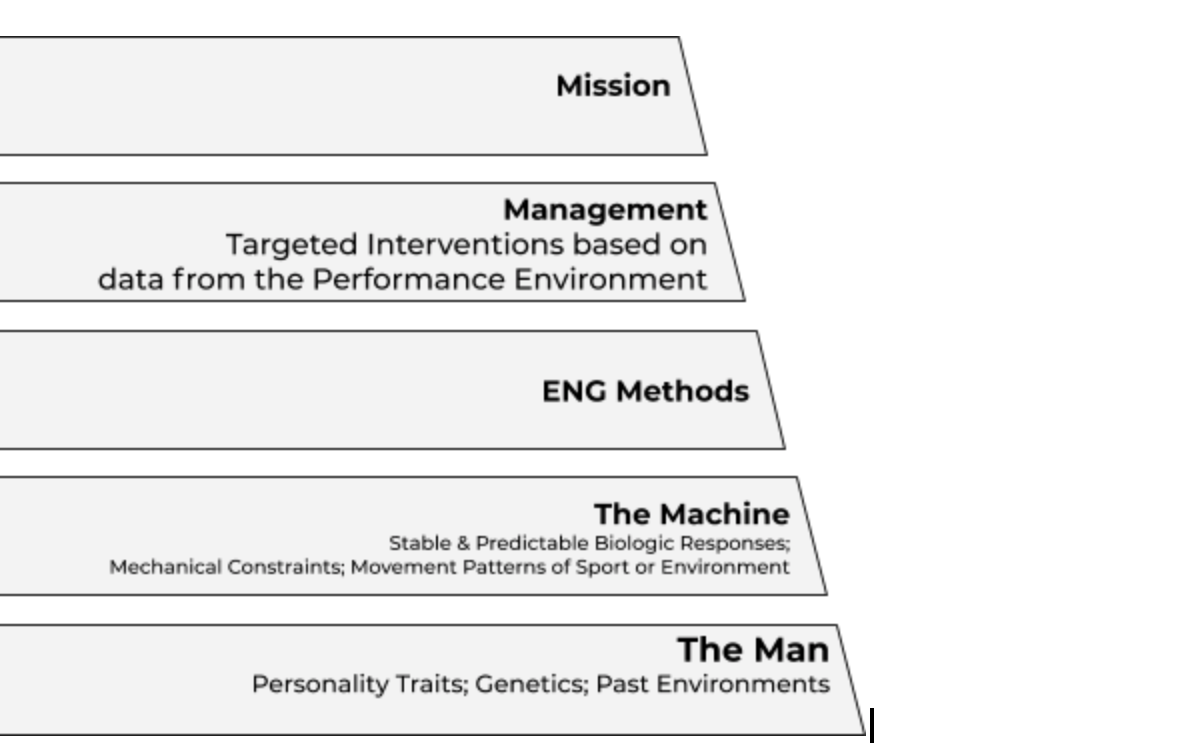 Mission
Management
Targeted Interventions based on
data from the Performance Environment
ENG Methods
The Machine
Stable & Predictable Biologic Responses;
Mechanical Constraints; Movement Patterns of Sport or Environment
The Man
Personality Traits; Genetics; Past Environments